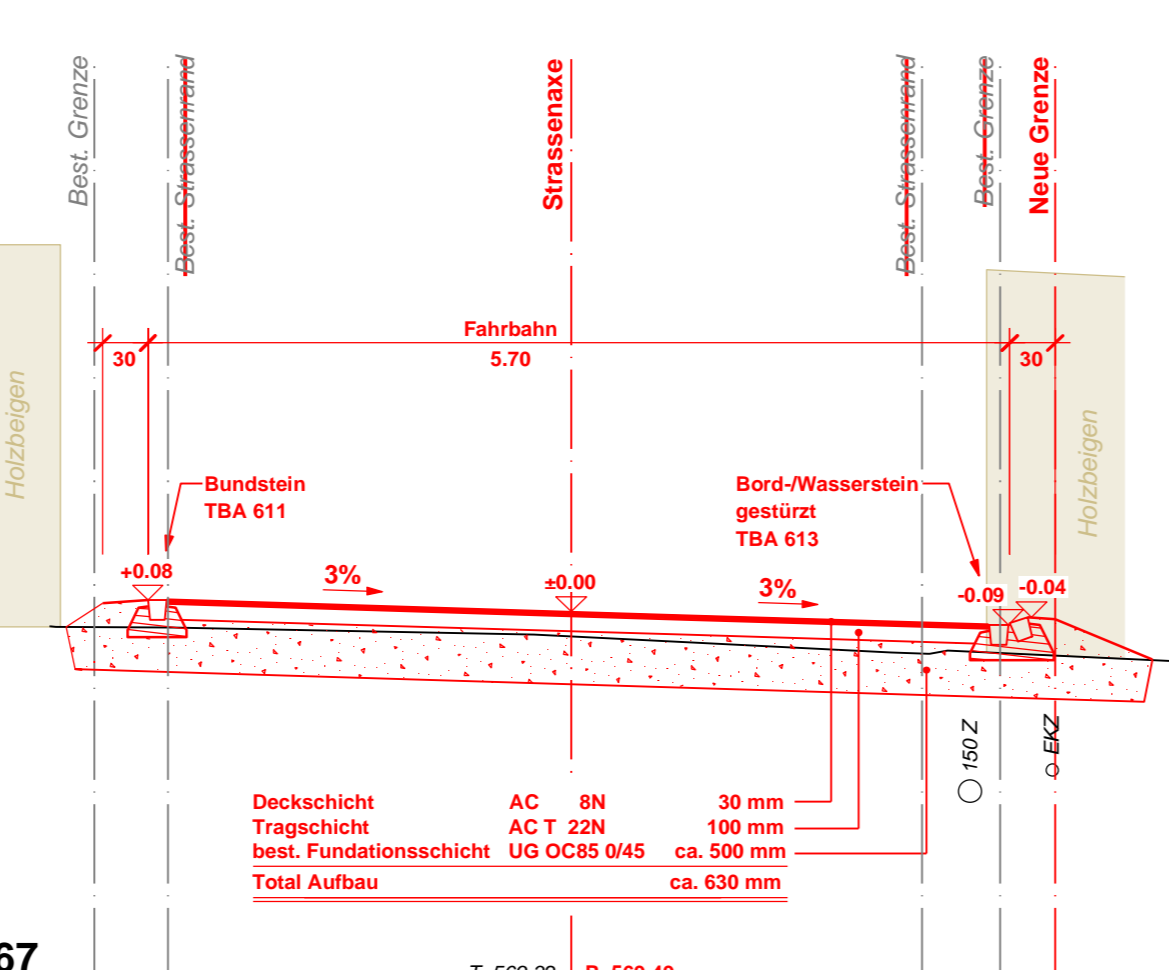 Best. Grenze
Best. Strassenrand
Strassenaxe
Best. Strassenrand
Best. Grenze
Neue Grenze
Fahrbahn
30 5.70 30
Holzbeigen
Holzbeigen
Bundstein
TBA 611
Bord-/Wasserstein
gestürzt
TBA 613
+0.08 3% ±0.00 3% -0.09 -0.04
150 Z
EKZ
Deckschicht AC 8N 30 mm
Tragschicht AC T 22N 100 mm
best. Fundationsschicht UG OC85 0/45 ca. 500 mm
Total Aufbau ca. 630 mm
67